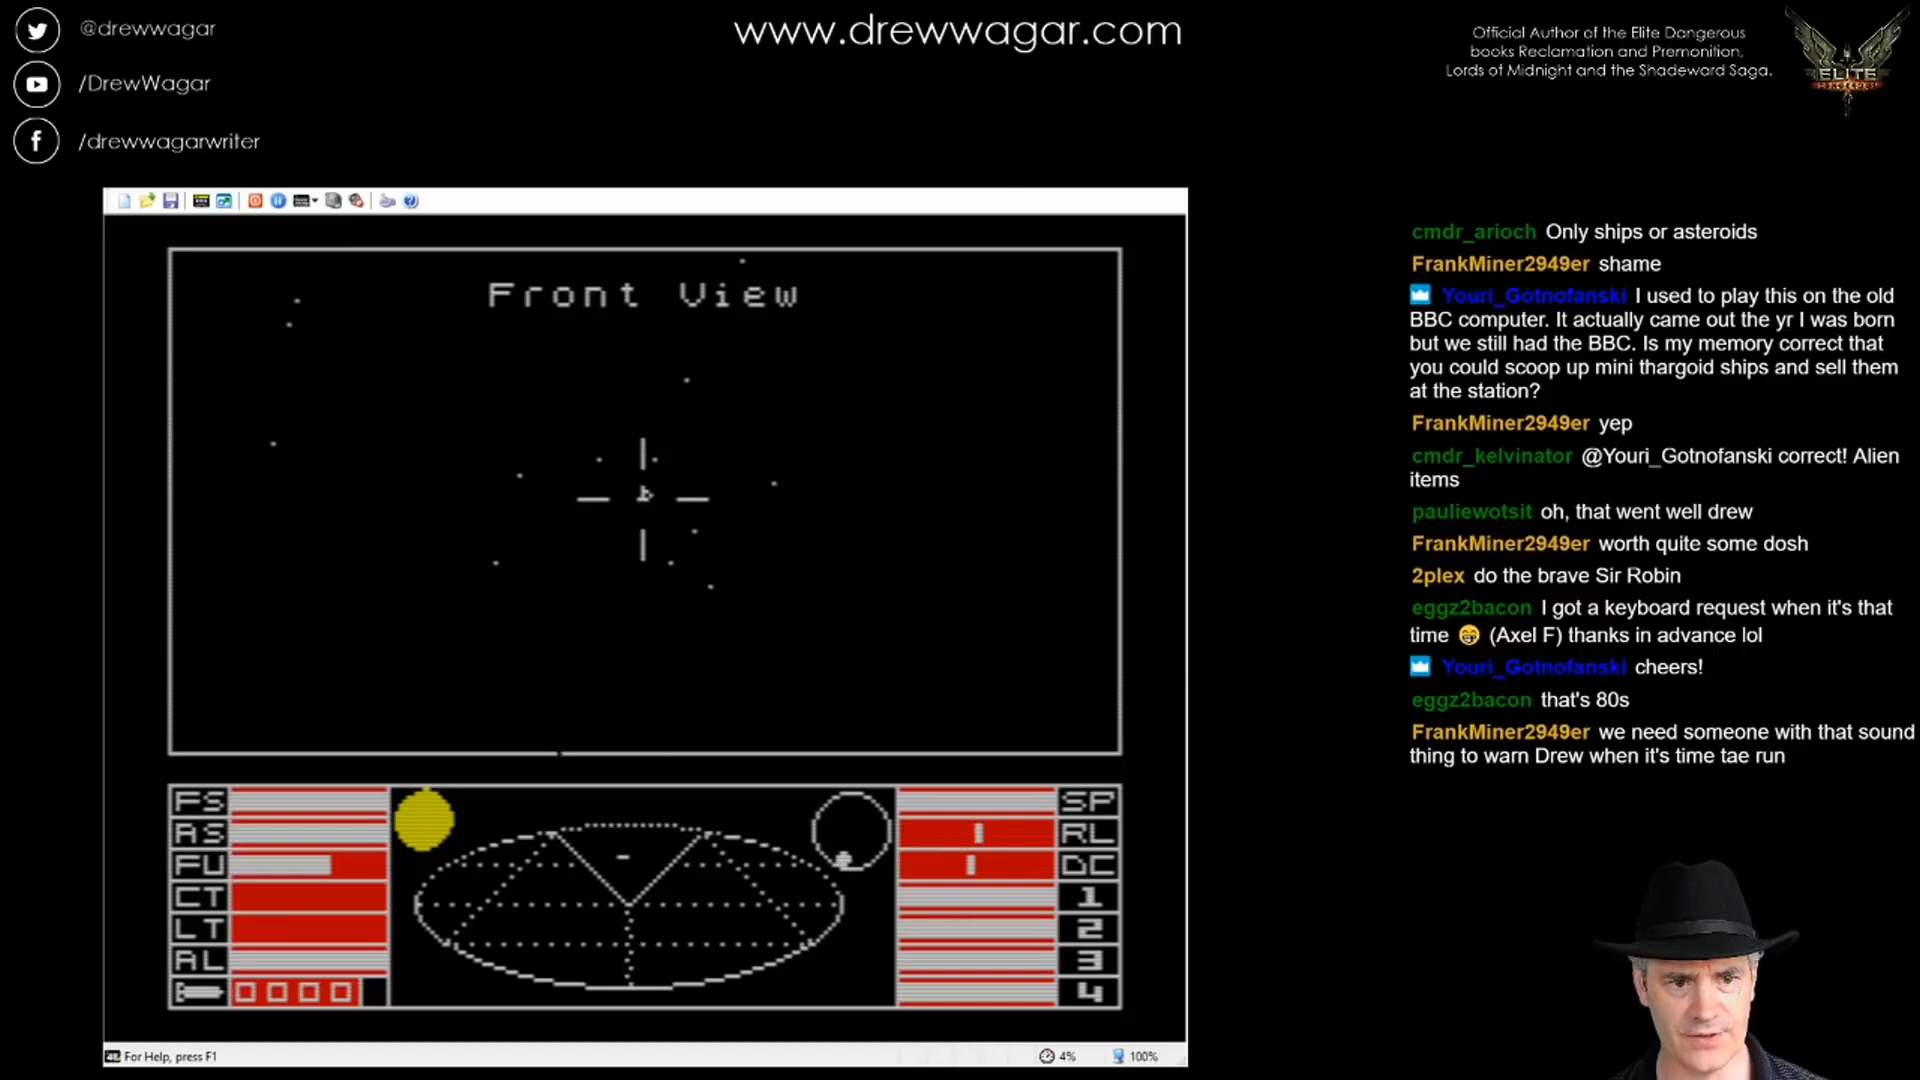 @drewwagar
/DrewWagar
/drewwagarwriter
www.drewwagar.com
Official Author of the Elite Dangerous
books Reclamation and Premonition,
Lords of Midnight and the Shadeward Saga.
ELITE
DANGEROUS
Front View
FS
AS
FU
CT
LT
AL
SP
RL
DC
1
2
3
4
For Help, press F1
4%
100%
cmdr_arioch Only ships or asteroids
FrankMiner2949er shame
Youri_Gotnofanski I used to play this on the old
BBC computer. It actually came out the yr I was born
but we still had the BBC. Is my memory correct that
you could scoop up mini thargoid ships and sell them
at the station?
FrankMiner2949er yep
cmdr_kelvinator @Youri_Gotnofanski correct! Alien
items
pauliewotsit oh, that went well drew
FrankMiner2949er worth quite some dosh
2plex do the brave Sir Robin
eggz2bacon I got a keyboard request when it's that
time 😁 (Axel F) thanks in advance lol
Youri_Gotnofanski cheers!
eggz2bacon that's 80s
FrankMiner2949er we need someone with that sound
thing to warn Drew when it's time tae run